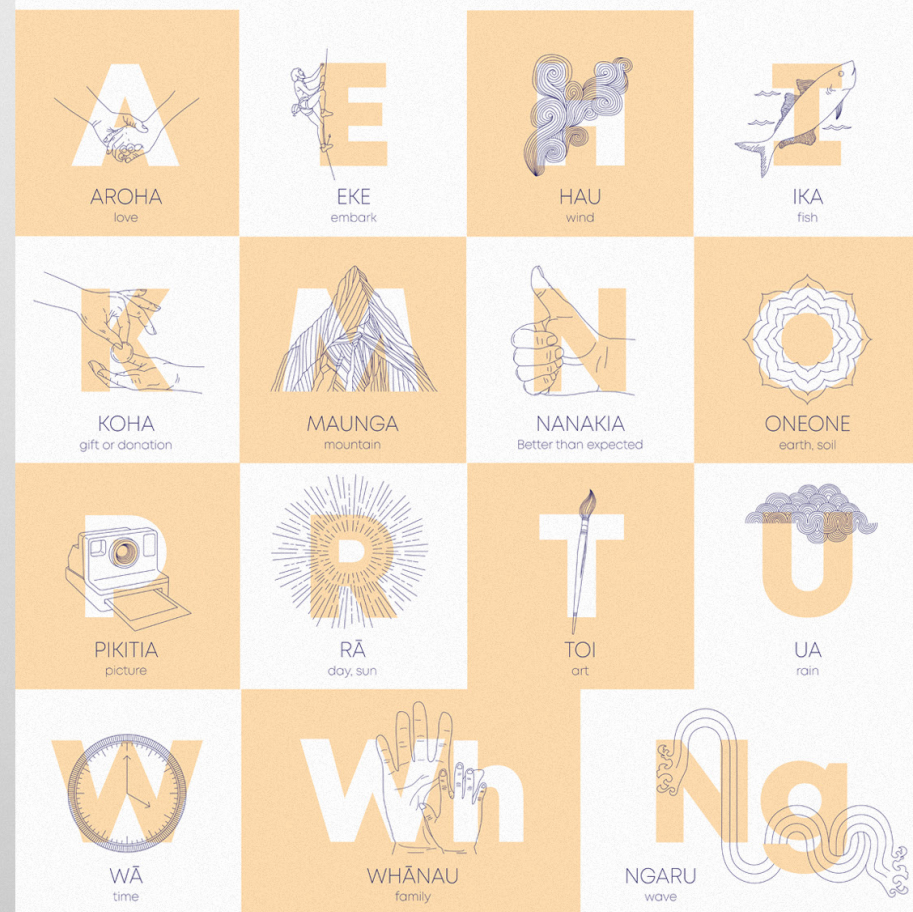 A
AROHA
love
E
EKE
embark
H
HAU
wind
I
IKA
fish
K
KOHA
gift or donation
M
MAUNGA
mountain
N
NANAKIA
Better than expected
O
ONEONE
earth, soil
P
PIKITIA
picture
R
RĀ
day, sun
T
TOI
art
U
UA
rain
W
WĀ
time
Wh
WHĀNAU
family
Ng
NGARU
wave